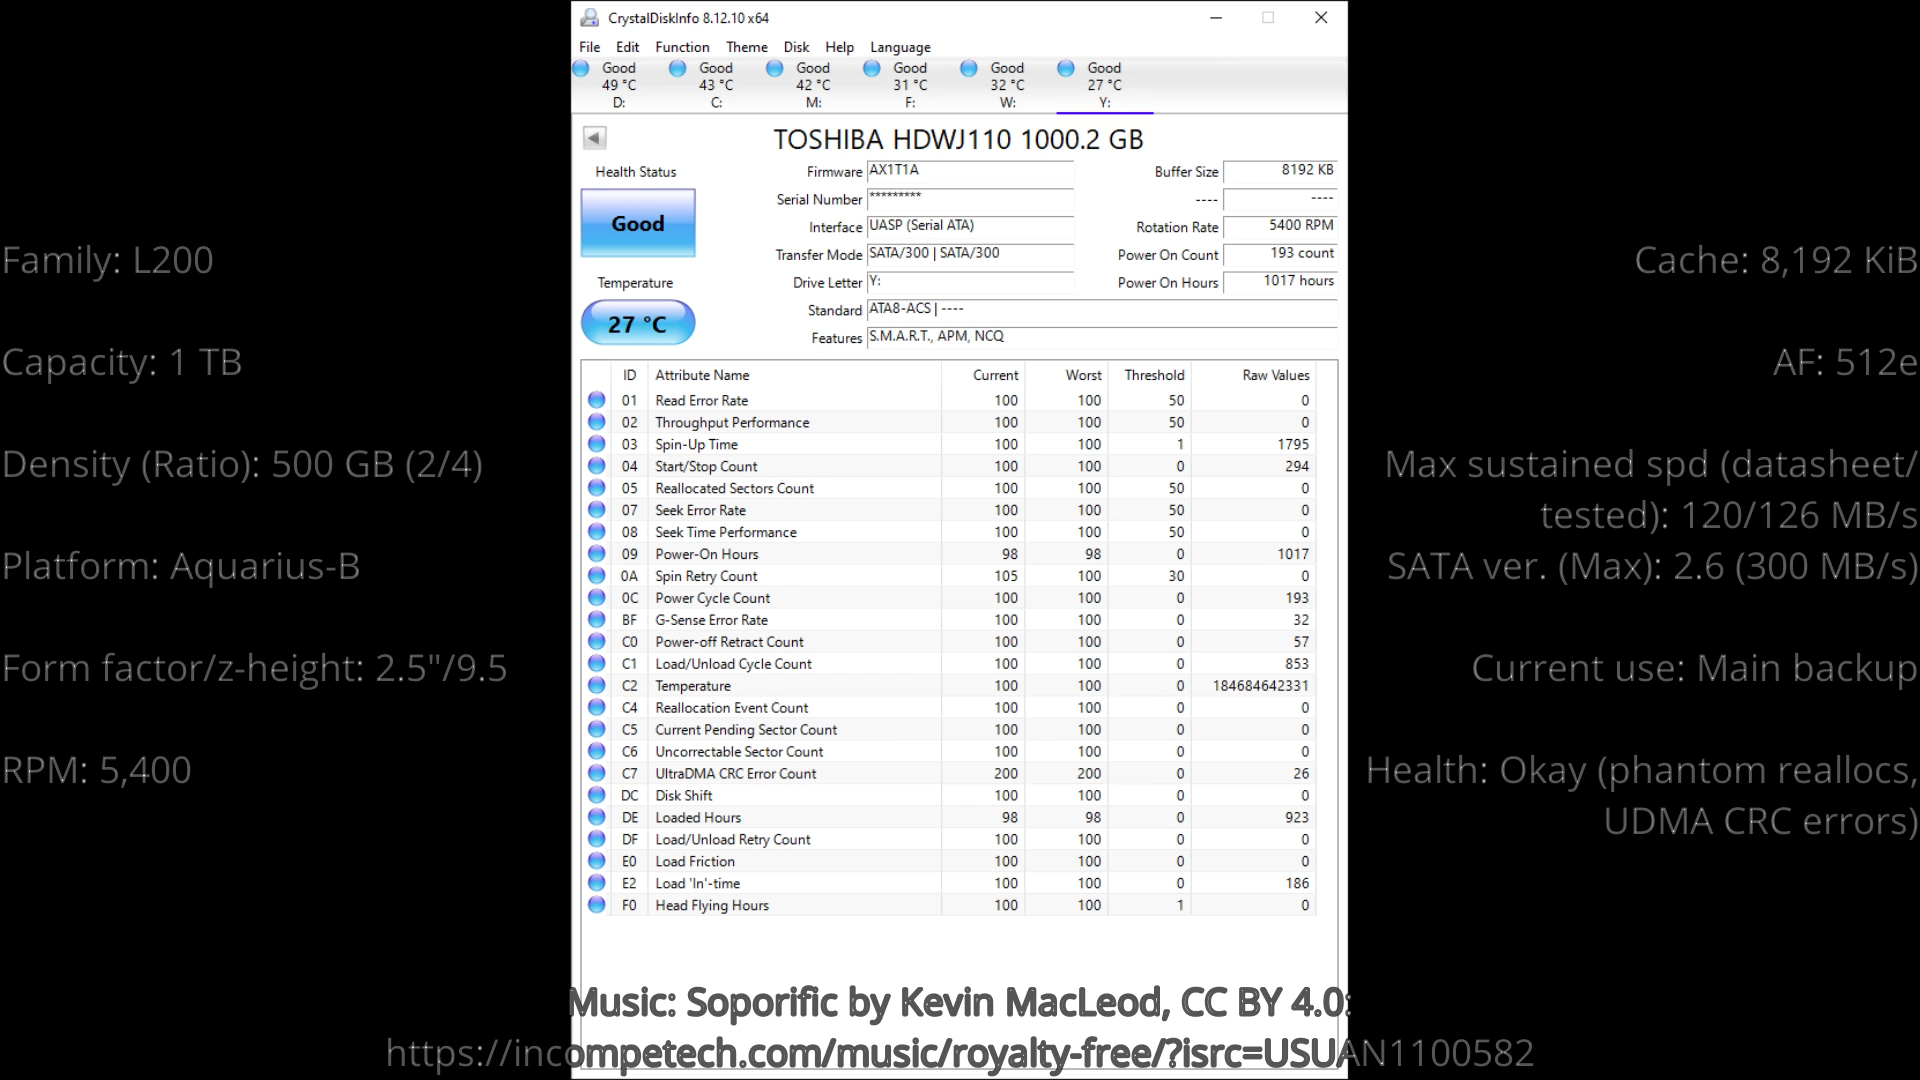 CrystalDiskInfo 8.12.10 x64
File Edit Function Theme Disk Help Language
Good Good Good Good Good Good
49 °C 43 °C 42 °C 31 °C 32 °C 27 °C
D: C: M: F: W: Y:
TOSHIBA HDWJ110 1000.2 GB
Health Status
Good
Temperature
27 °C
Firmware AX1T1A
Serial Number *********
Interface UASP (Serial ATA)
Transfer Mode SATA/300 | SATA/300
Drive Letter Y:
Standard ATA8-ACS | ----
Features S.M.A.R.T., APM, NCQ
Buffer Size 8192 KB
---- ----
Rotation Rate 5400 RPM
Power On Count 193 count
Power On Hours 1017 hours
ID Attribute Name Current Worst Threshold Raw Values
01 Read Error Rate 100 100 50 0
02 Throughput Performance 100 100 50 0
03 Spin-Up Time 100 100 1 1795
04 Start/Stop Count 100 100 0 294
05 Reallocated Sectors Count 100 100 50 0
07 Seek Error Rate 100 100 50 0
08 Seek Time Performance 100 100 50 0
09 Power-On Hours 98 98 0 1017
0A Spin Retry Count 105 100 30 0
0C Power Cycle Count 100 100 0 193
BF G-Sense Error Rate 100 100 0 32
C0 Power-off Retract Count 100 100 0 57
C1 Load/Unload Cycle Count 100 100 0 853
C2 Temperature 100 100 0 184684642331
C4 Reallocation Event Count 100 100 0 0
C5 Current Pending Sector Count 100 100 0 0
C6 Uncorrectable Sector Count 100 100 0 0
C7 UltraDMA CRC Error Count 200 200 0 26
DC Disk Shift 100 100 0 0
DE Loaded Hours 98 98 0 923
DF Load/Unload Retry Count 100 100 0 0
E0 Load Friction 100 100 0 0
E2 Load 'In'-time 100 100 0 186
F0 Head Flying Hours 100 100 1 0
Family: L200
Capacity: 1 TB
Density (Ratio): 500 GB (2/4)
Platform: Aquarius-B
Form factor/z-height: 2.5"/9.5
RPM: 5,400
Cache: 8,192 KiB
AF: 512e
Max sustained spd (datasheet/
tested): 120/126 MB/s
SATA ver. (Max): 2.6 (300 MB/s)
Current use: Main backup
Health: Okay (phantom reallocs,
UDMA CRC errors)
Music: Soporific by Kevin MacLeod, CC BY 4.0:
https://incompetech.com/music/royalty-free/?isrc=USUAN1100582